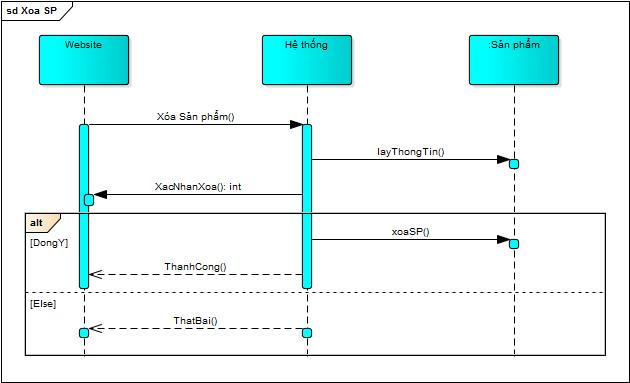 sd Xoa SP
Website
Hệ thống
:Sản phẩm
Xóa Sản phẩm()
layThongTin()
XacNhanXoa(): int
alt
xoaSP()
[DongY]
ThanhCong()
[Else]
ThatBai()